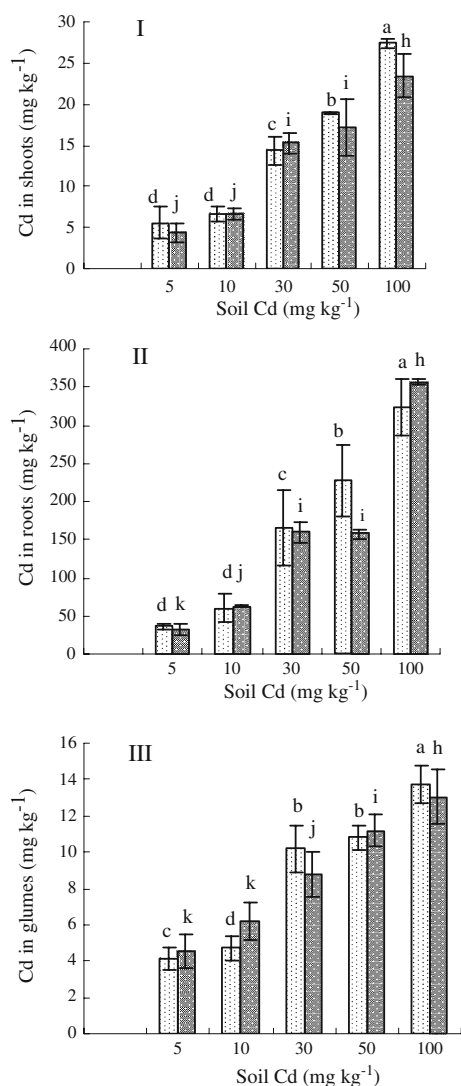 I
Cd in shoots (mg kg-1)
30
25
20
15
10
5
0
d j d j c i b i a h
5 10 30 50 100
Soil Cd (mg kg-1)
II
Cd in roots (mg kg-1)
400
350
300
250
200
150
100
50
0
d k d j c i b i a h
5 10 30 50 100
Soil Cd (mg kg-1)
III
Cd in glumes (mg kg-1)
16
14
12
10
8
6
4
2
0
c k d k b j b i a h
5 10 30 50 100
Soil Cd (mg kg-1)